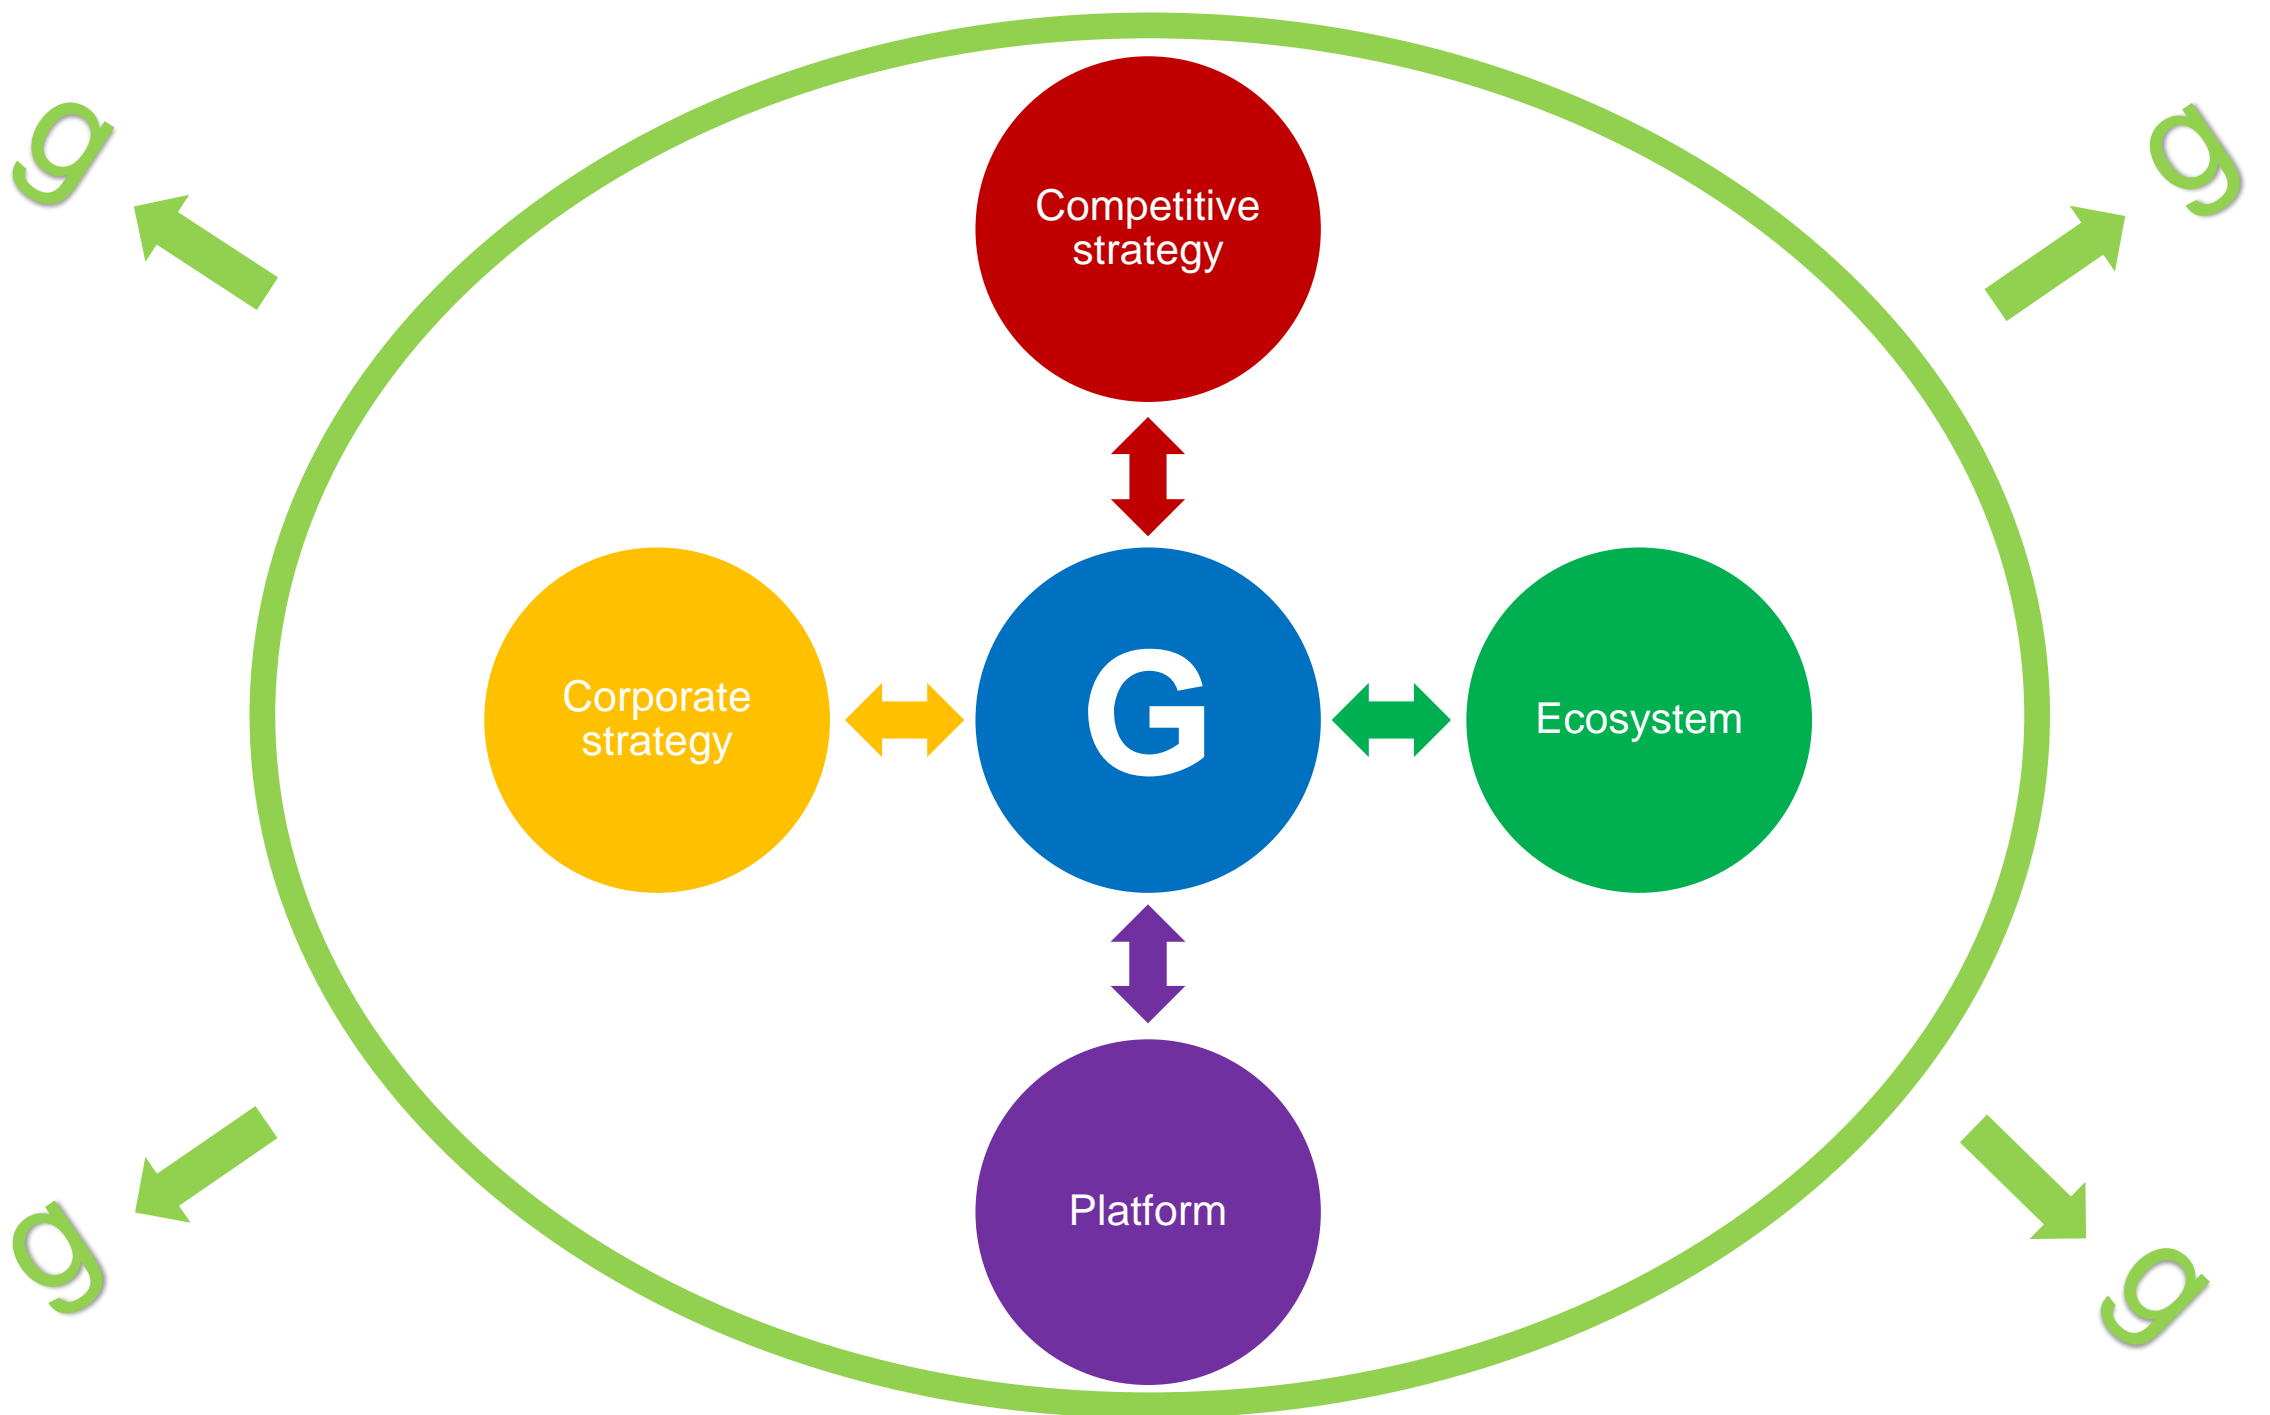 g
g
Competitive
strategy
Corporate
strategy
G
Ecosystem
Platform
g
g